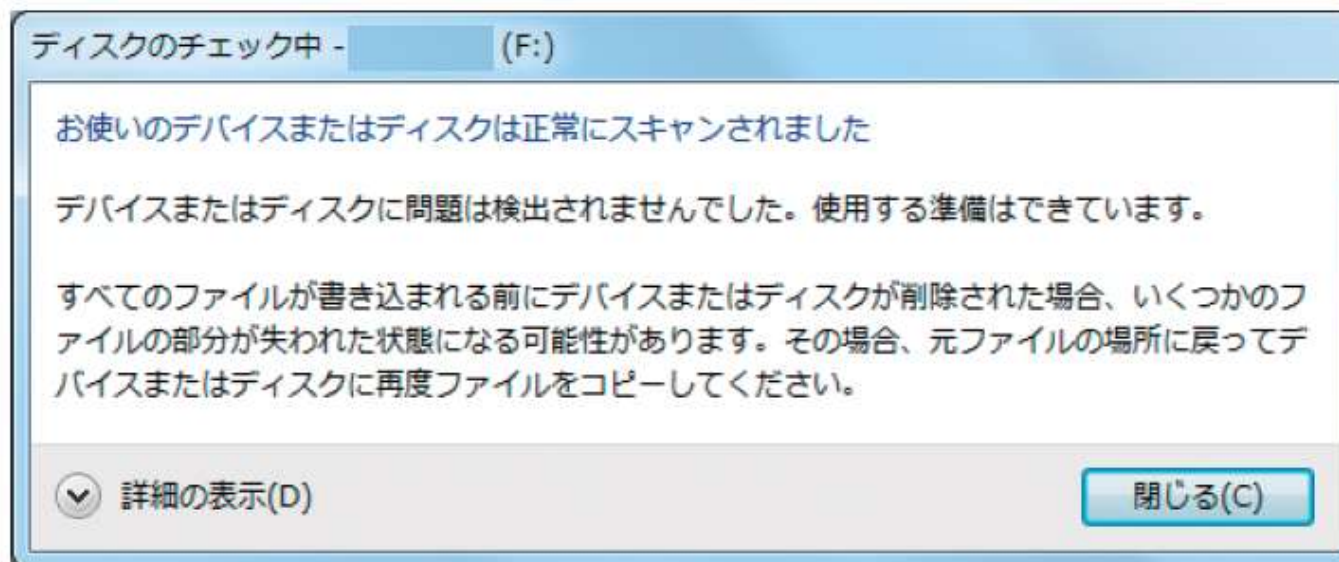 ディスクのチェック中 - (F:)
お使いのデバイスまたはディスクは正常にスキャンされました
デバイスまたはディスクに問題は検出されませんでした。使用する準備はできています。
すべてのファイルが書き込まれる前にデバイスまたはディスクが削除された場合、いくつかのフ
ァイルの部分が失われた状態になる可能性があります。その場合、元ファイルの場所に戻ってデ
バイスまたはディスクに再度ファイルをコピーしてください。
詳細の表示(D)
閉じる(C)